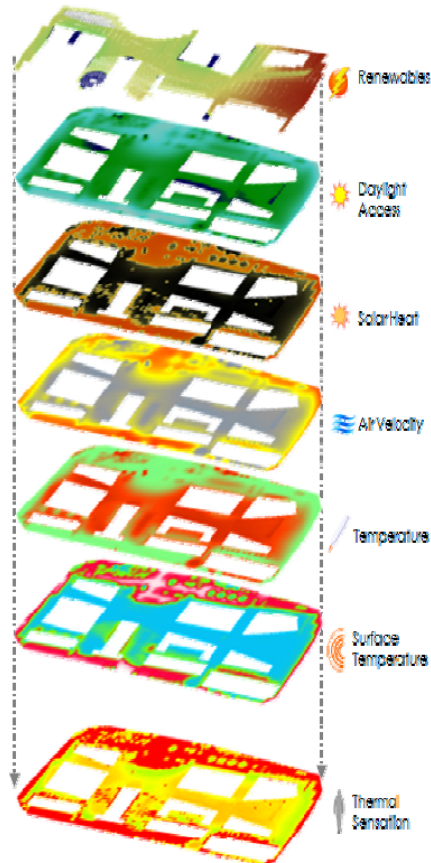 Renewables
Daylight
Access
Solar Heat
Air Velocity
Temperature
Surface
Temperature
Thermal
Sensation